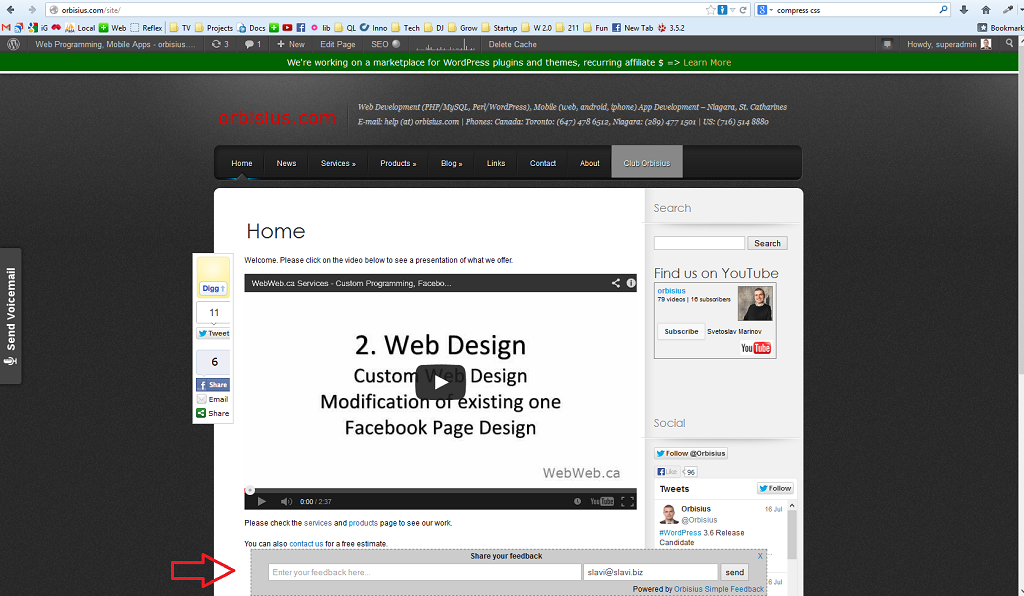 orbisius.com/site/
compress css
iG
Local
Web
Reflex
TV
Projects
Docs
lib
QL
Inno
Tech
DJ
Grow
Startup
W 2.0
211
Fun
New Tab
3.5.2
Bookmark
Web Programming, Mobile Apps - orbisius....
3
1
New
Edit Page
SEO
Delete Cache
Howdy, superadmin
We're working on a marketplace for WordPress plugins and themes, recurring affiliate $ => Learn More
orbisius.com
Web Development (PHP/MySQL, Perl/WordPress), Mobile (web, android, iphone) App Development – Niagara, St. Catharines
E-mail: help (at) orbisius.com | Phones: Canada: Toronto: (647) 478 6512, Niagara: (289) 477 1501 | US: (716) 514 8880
Home
News
Services »
Products »
Blog »
Links
Contact
About
Club Orbisius
Home
Welcome. Please click on the video below to see a presentation of what we offer.
WebWeb.ca Services - Custom Programming, Facebo...
2. Web Design
Custom Web Design
Modification of existing one
Facebook Page Design
WebWeb.ca
0:00 / 2:37
YouTube
Please check the services and products page to see our work.
You can also contact us for a free estimate.
Send Voicemail
Digg
11
Tweet
6
Share
Email
Share
Search
Search
Find us on YouTube
orbisius
79 videos | 16 subscribers
Subscribe
Svetoslav Marinov
YouTube
Social
Follow @Orbisius
Like
96
Tweets
Follow
Orbisius
16 Jul
@Orbisius
#WordPress 3.6 Release
Candidate
6 Jul
Share your feedback
X
Enter your feedback here..
slavi@slavi.biz
send
Powered by Orbisius Simple Feedback